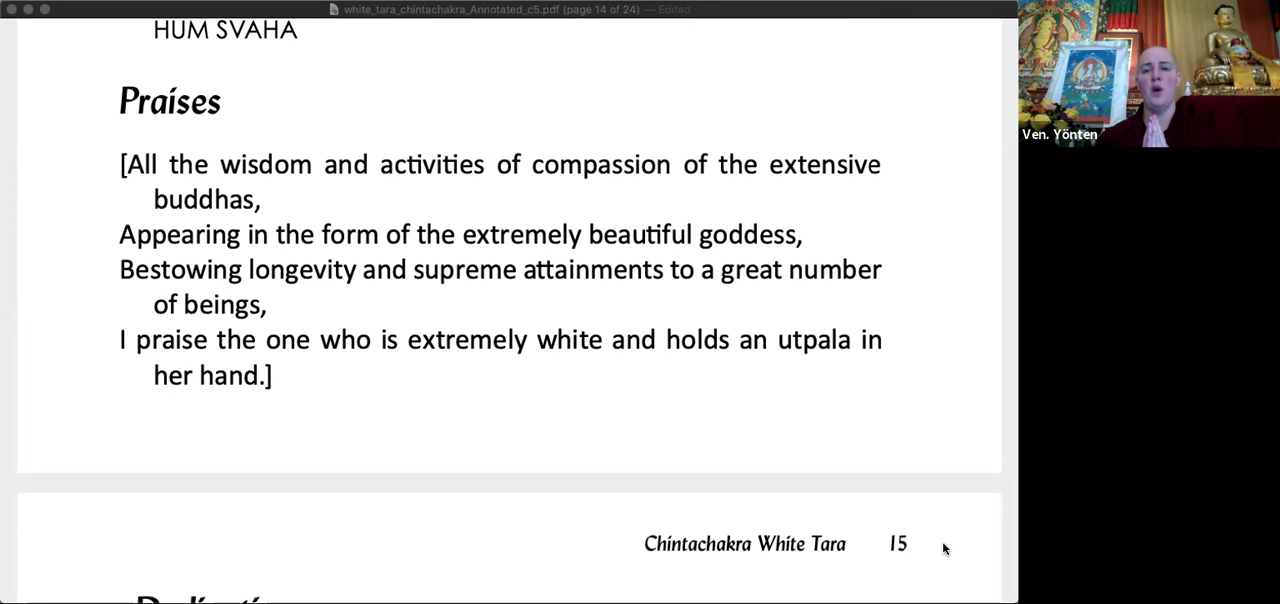 white_tara_chintachakra_Annotated_c5.pdf (page 14 of 24) — Edited
HUM SVAHA
Praises
[All the wisdom and activities of compassion of the extensive
buddhas,
Appearing in the form of the extremely beautiful goddess,
Bestowing longevity and supreme attainments to a great number
of beings,
I praise the one who is extremely white and holds an utpala in
her hand.]
Chintachakra White Tara 15
Ven. Yönten